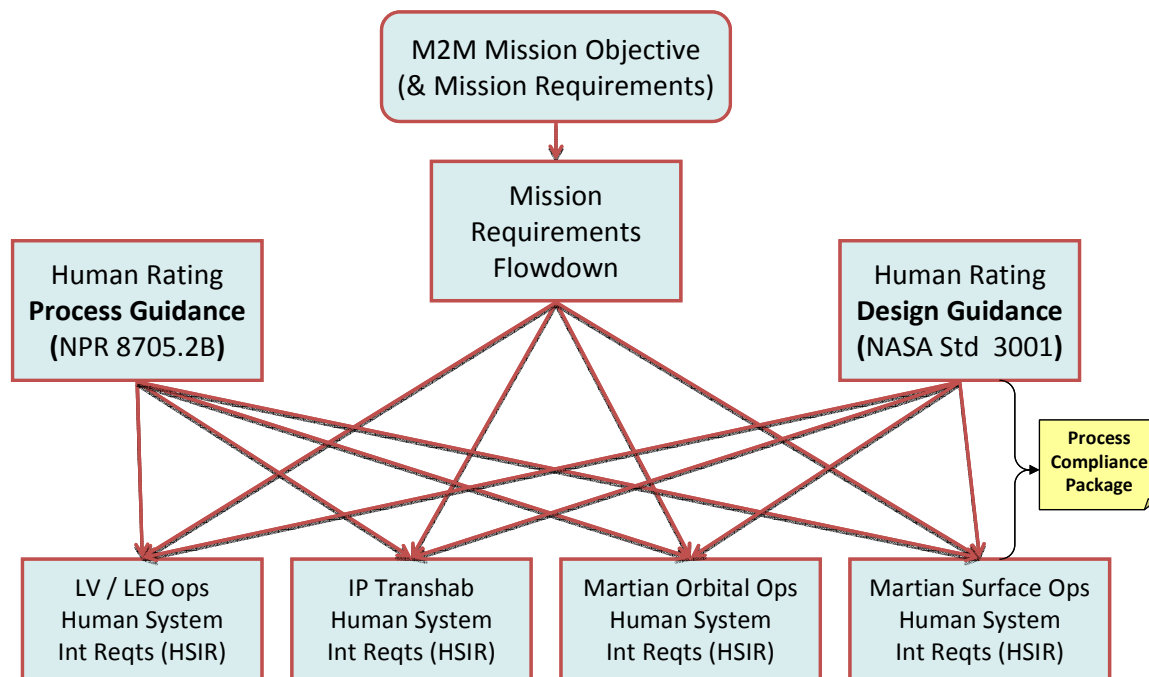 M2M Mission Objective
(& Mission Requirements)
Mission
Requirements
Flowdown
Human Rating
Process Guidance
(NPR 8705.2B)
Human Rating
Design Guidance
(NASA Std 3001)
Process
Compliance
Package
LV / LEO ops
Human System
Int Reqts (HSIR)
IP Transhab
Human System
Int Reqts (HSIR)
Martian Orbital Ops
Human System
Int Reqts (HSIR)
Martian Surface Ops
Human System
Int Reqts (HSIR)